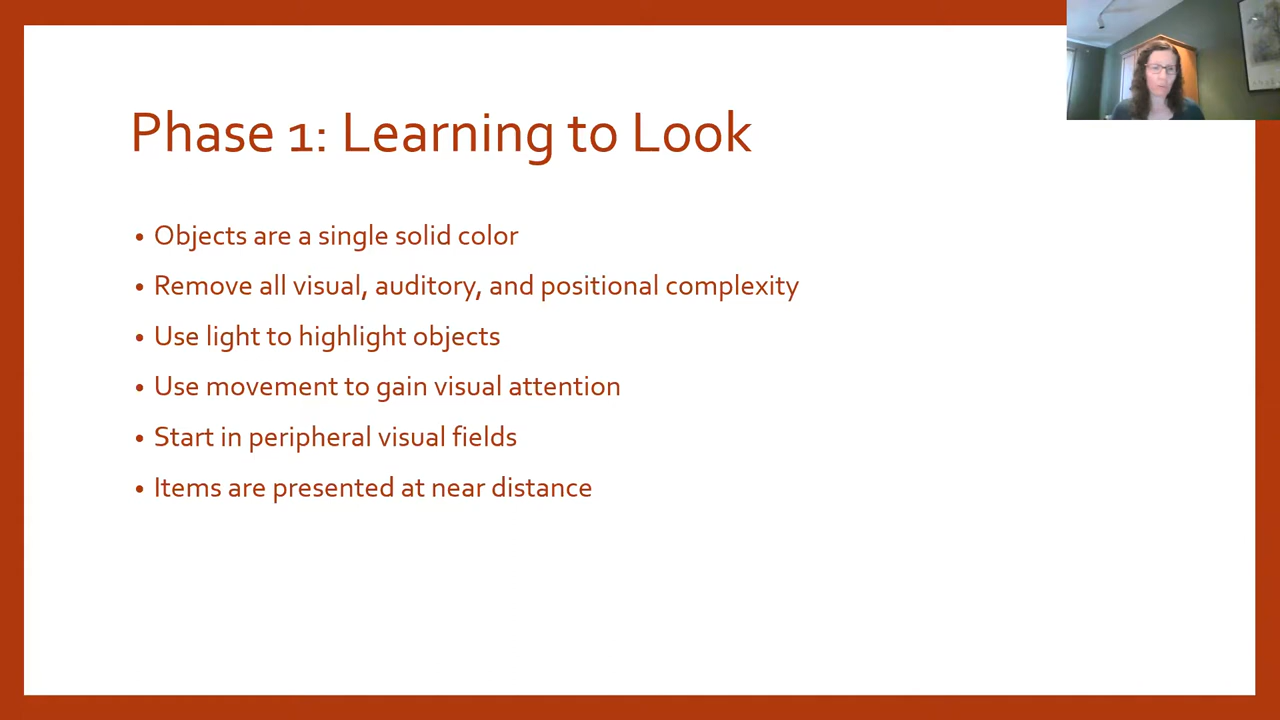 Phase 1: Learning to Look
• Objects are a single solid color
• Remove all visual, auditory, and positional complexity
• Use light to highlight objects
• Use movement to gain visual attention
• Start in peripheral visual fields
• Items are presented at near distance